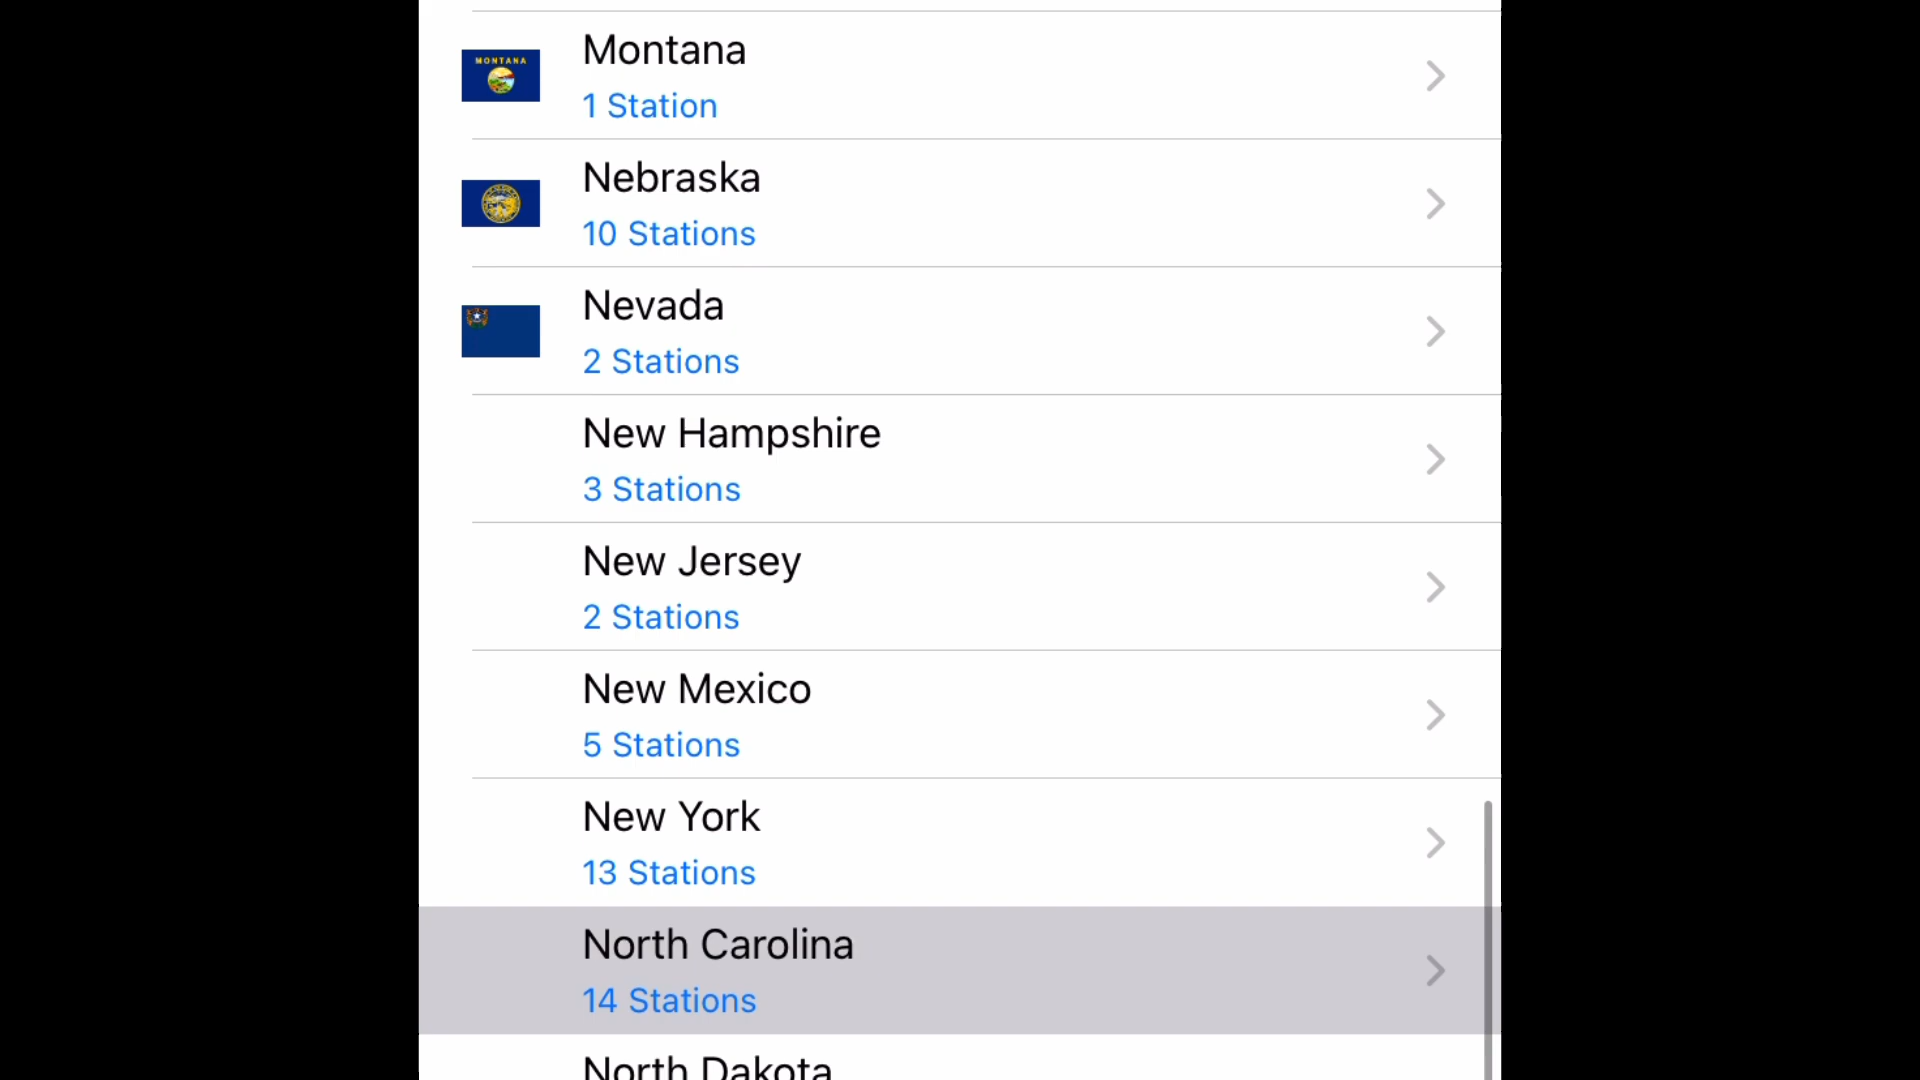 MONTANA
Montana
1 Station
Nebraska
10 Stations
Nevada
2 Stations
New Hampshire
3 Stations
New Jersey
2 Stations
New Mexico
5 Stations
New York
13 Stations
North Carolina
14 Stations
North Dakota